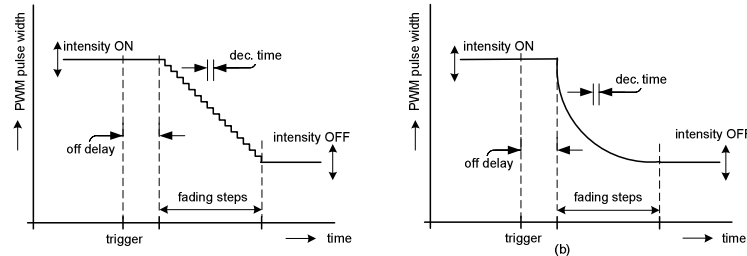 PWM pulse width
intensity ON
dec. time
off delay
intensity OFF
fading steps
trigger
time
PWM pulse width
intensity ON
dec. time
off delay
intensity OFF
fading steps
trigger
time
(b)